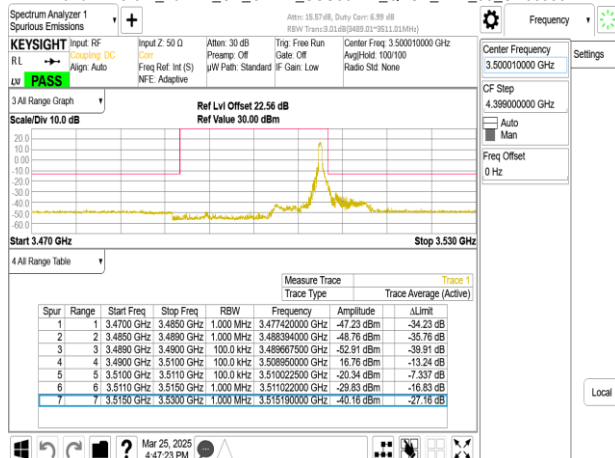 Spectrum Analyzer 1
Spurious Emissions
Attn: 15.57dB, Duty Corr: 6.99 dB
RBW Trans:3.01dB(3489.01~3511.01MHz)
Frequency
KEYSIGHT Input: RF Input Z: 50 Ω Atten: 30 dB Trig: Free Run Center Freq: 3.500010000 GHz
RL Coupling: DC Corr Preamp: Off Gate: Off Avg|Hold: 100/100
Align: Auto Freq Ref: Int (S) µW Path: Standard IF Gain: Low Radio Std: None
PASS NFE: Adaptive
Center Frequency
3.500010000 GHz
Settings
CF Step
4.399000000 GHz
Auto
Man
Freq Offset
0 Hz
3 All Range Graph
Scale/Div 10.0 dB
Ref Lvl Offset 22.56 dB
Ref Value 30.00 dBm
20.0
10.0
0.00
-10.0
-20.0
-30.0
-40.0
-50.0
-60.0
Start 3.470 GHz Stop 3.530 GHz
4 All Range Table
Measure Trace Trace 1
Trace Type Trace Average (Active)
Spur Range Start Freq Stop Freq RBW Frequency Amplitude ΔLimit
1 1 3.4700 GHz 3.4850 GHz 1.000 MHz 3.477420000 GHz -47.23 dBm -34.23 dB
2 2 3.4850 GHz 3.4890 GHz 1.000 MHz 3.488394000 GHz -48.76 dBm -35.76 dB
3 3 3.4890 GHz 3.4900 GHz 100.0 kHz 3.489667500 GHz -52.91 dBm -39.91 dB
4 4 3.4900 GHz 3.5100 GHz 100.0 kHz 3.508950000 GHz 16.76 dBm -13.24 dB
5 5 3.5100 GHz 3.5110 GHz 100.0 kHz 3.510022500 GHz -20.34 dBm -7.337 dB
6 6 3.5110 GHz 3.5150 GHz 1.000 MHz 3.511022000 GHz -29.83 dBm -16.83 dB
7 7 3.5150 GHz 3.5300 GHz 1.000 MHz 3.515190000 GHz -40.16 dBm -27.16 dB
Local
Mar 25, 2025
4:47:23 PM